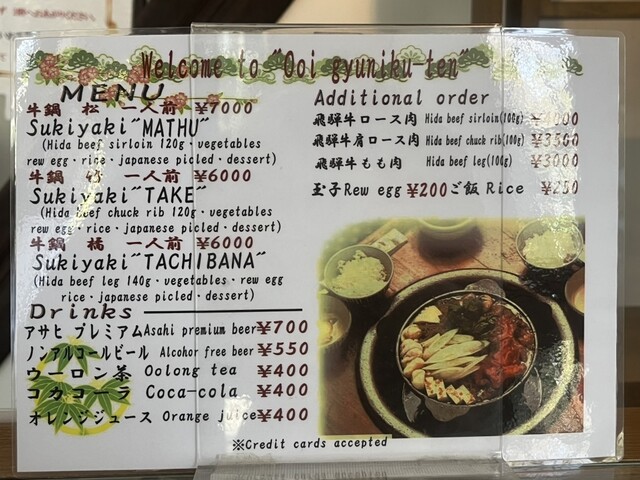 Welcome to "Ooi gyuniku-ten"
MENU
牛鍋 松 一人前 ¥7000
Sukiyaki"MATHU"
(Hida beef sirloin 120g・vegetables
rew egg・rice・japanese picled・dessert)
牛鍋 竹 一人前 ¥6000
Sukiyaki"TAKE"
(Hida beef chuck rib 120g・vegetables
rew egg・rice・japanese picled・dessert)
牛鍋 橘 一人前 ¥6000
Sukiyaki"TACHIBANA"
(Hida beef leg 140g・vegetables・rew egg
rice・japanese picled・dessert)
Drinks
アサヒ プレミアム Asahi premium beer ¥700
ノンアルコールビール Alcohor free beer ¥550
ウーロン茶 Oolong tea ¥400
コカコーラ Coca-cola ¥400
オレンジジュース Orange juice ¥400
Additional order
飛騨牛ロース肉 Hida beef sirloin(100g) ¥4000
飛騨牛肩ロース肉 Hida beef chuck rib(100g) ¥3500
飛騨牛もも肉 Hida beef leg(100g) ¥3000
玉子 Rew egg ¥200 ご飯 Rice ¥250
※Credit cards accepted